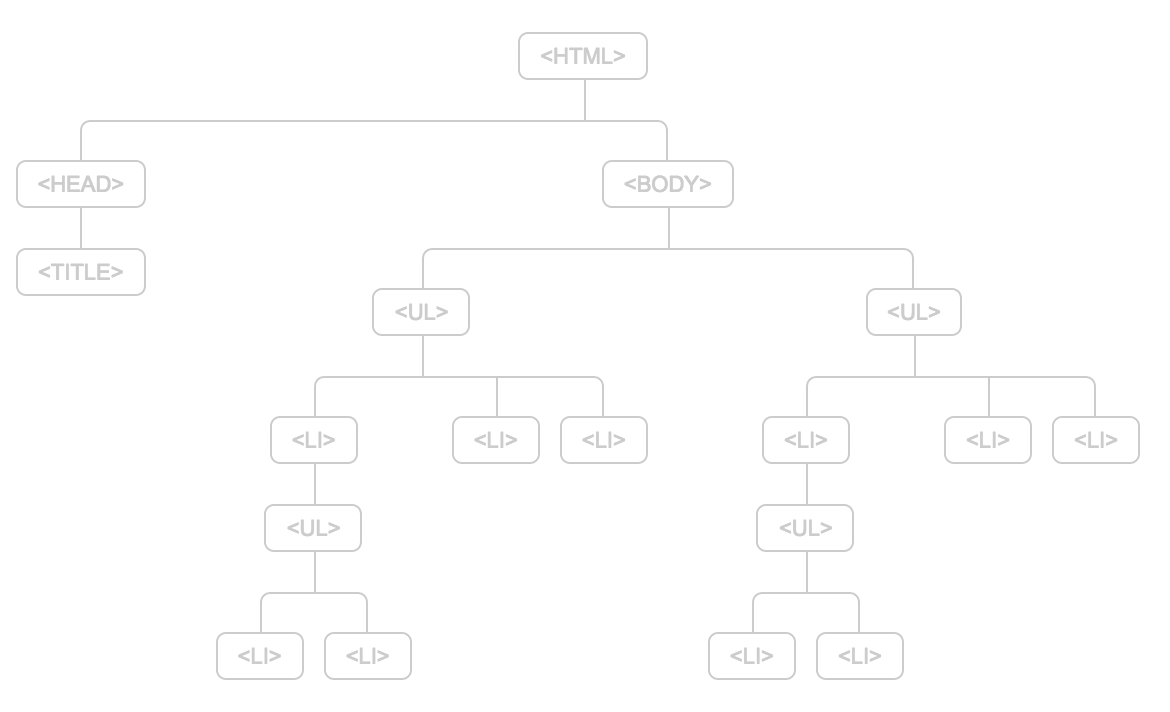 <HTML>
<HEAD> <BODY>
<TITLE>
<UL> <UL>
<LI> <LI> <LI> <LI> <LI> <LI>
<UL> <UL>
<LI> <LI> <LI> <LI>